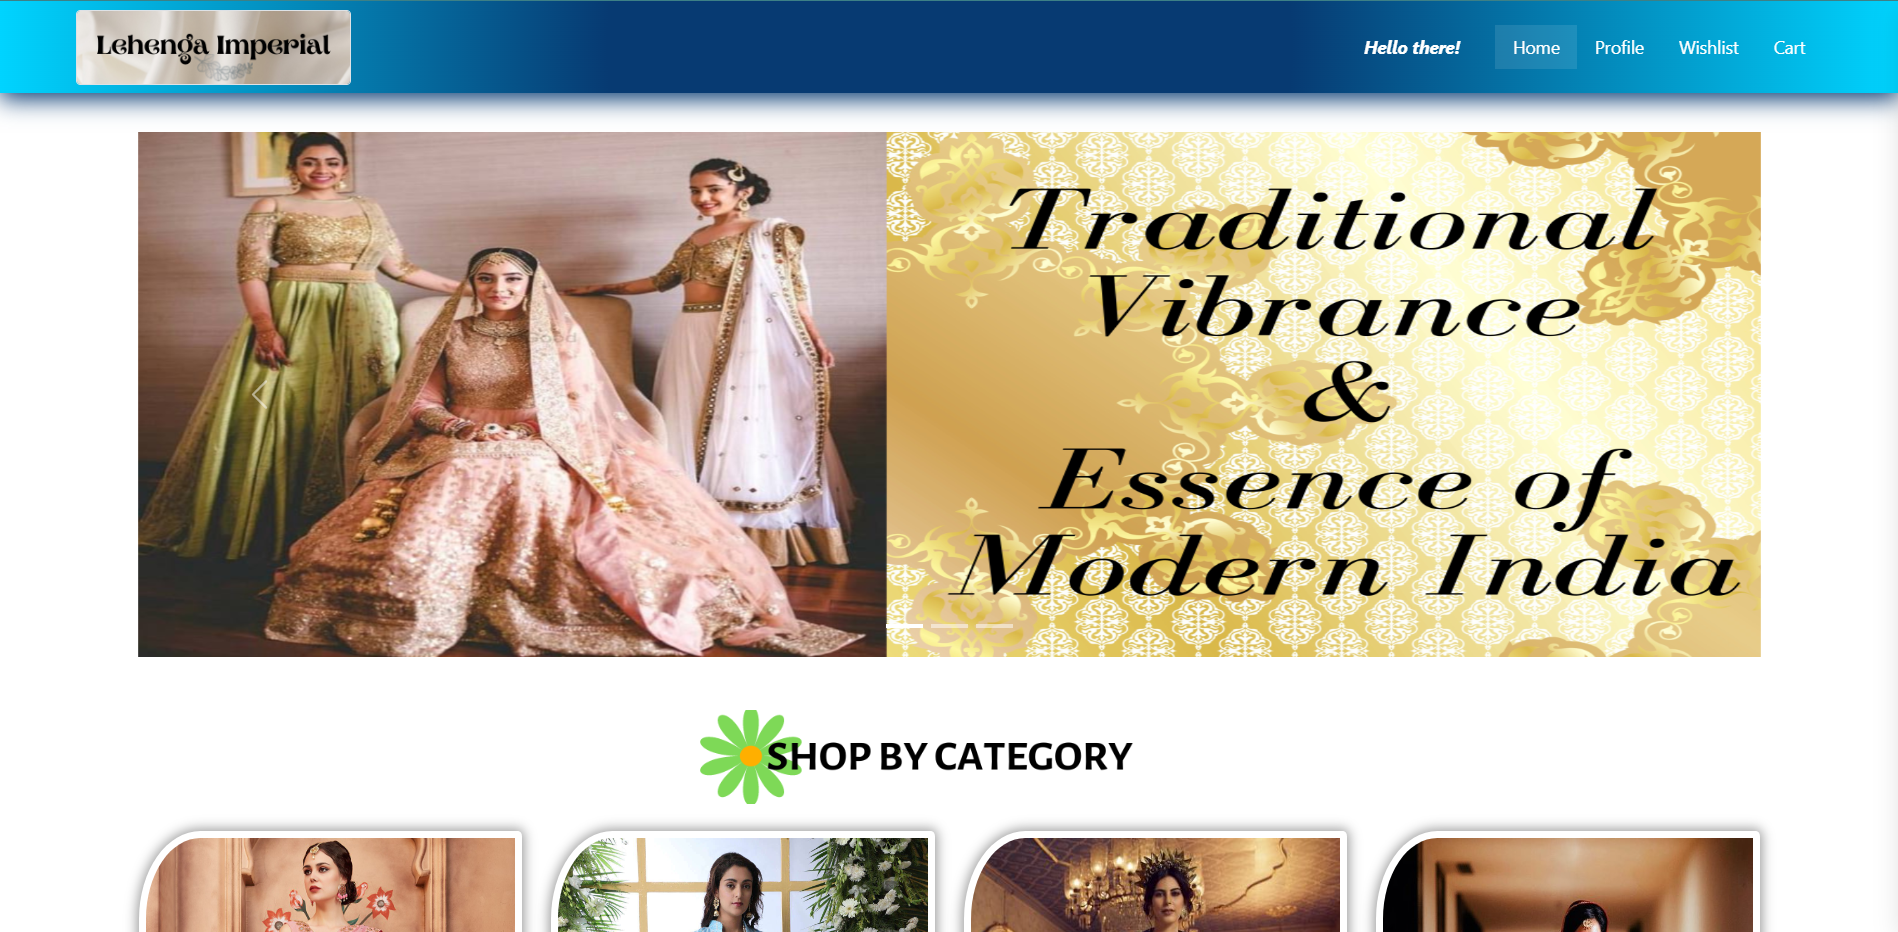 Lehenga Imperial
Hello there!
Home
Profile
Wishlist
Cart
Traditional
Vibrance
&
Essence of
Modern India
SHOP BY CATEGORY